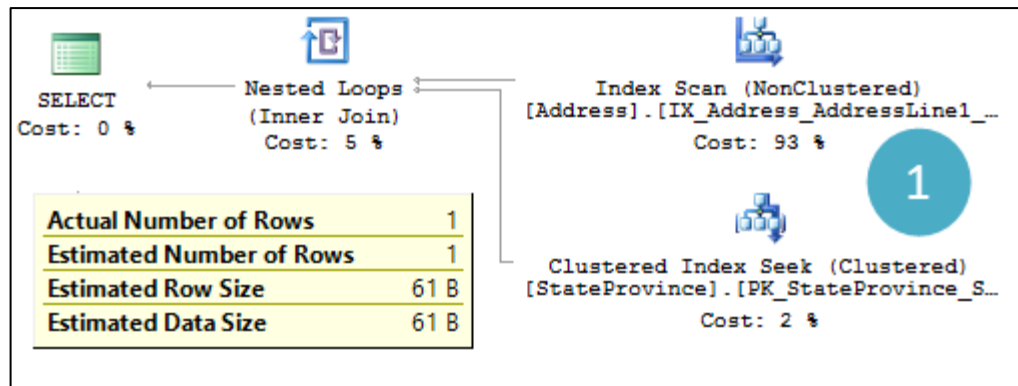 SELECT
Cost: 0 %
Nested Loops
(Inner Join)
Cost: 5 %
Index Scan (NonClustered)
[Address].[IX_Address_AddressLine1_…
Cost: 93 %
1
Clustered Index Seek (Clustered)
[StateProvince].[PK_StateProvince_S…
Cost: 2 %
Actual Number of Rows 1
Estimated Number of Rows 1
Estimated Row Size 61 B
Estimated Data Size 61 B